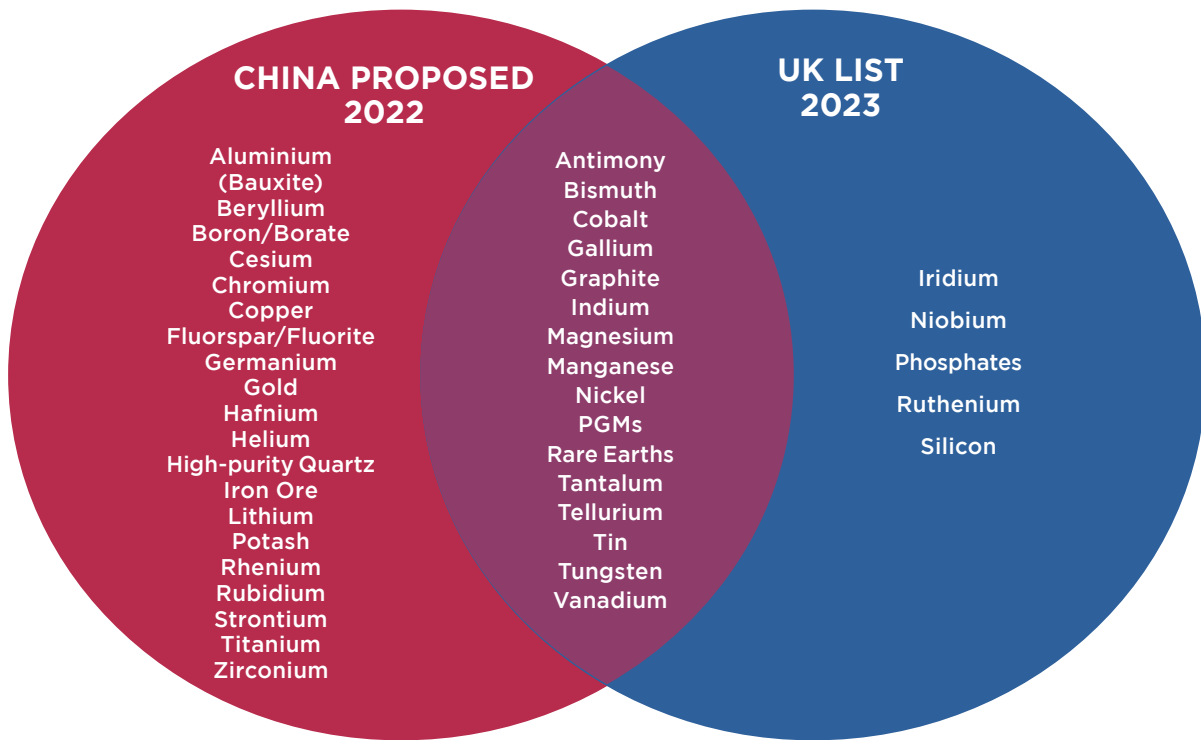 CHINA PROPOSED
2022
Aluminium
(Bauxite)
Beryllium
Boron/Borate
Cesium
Chromium
Copper
Fluorspar/Fluorite
Germanium
Gold
Hafnium
Helium
High-purity Quartz
Iron Ore
Lithium
Potash
Rhenium
Rubidium
Strontium
Titanium
Zirconium
Antimony
Bismuth
Cobalt
Gallium
Graphite
Indium
Magnesium
Manganese
Nickel
PGMs
Rare Earths
Tantalum
Tellurium
Tin
Tungsten
Vanadium
UK LIST
2023
Iridium
Niobium
Phosphates
Ruthenium
Silicon